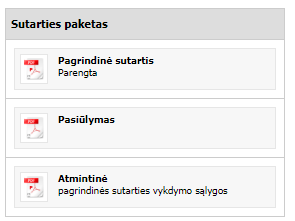 Sutarties paketas
Pagrindinė sutartis
Parengta
Pasiūlymas
Atmintinė
pagrindinės sutarties vykdymo sąlygos